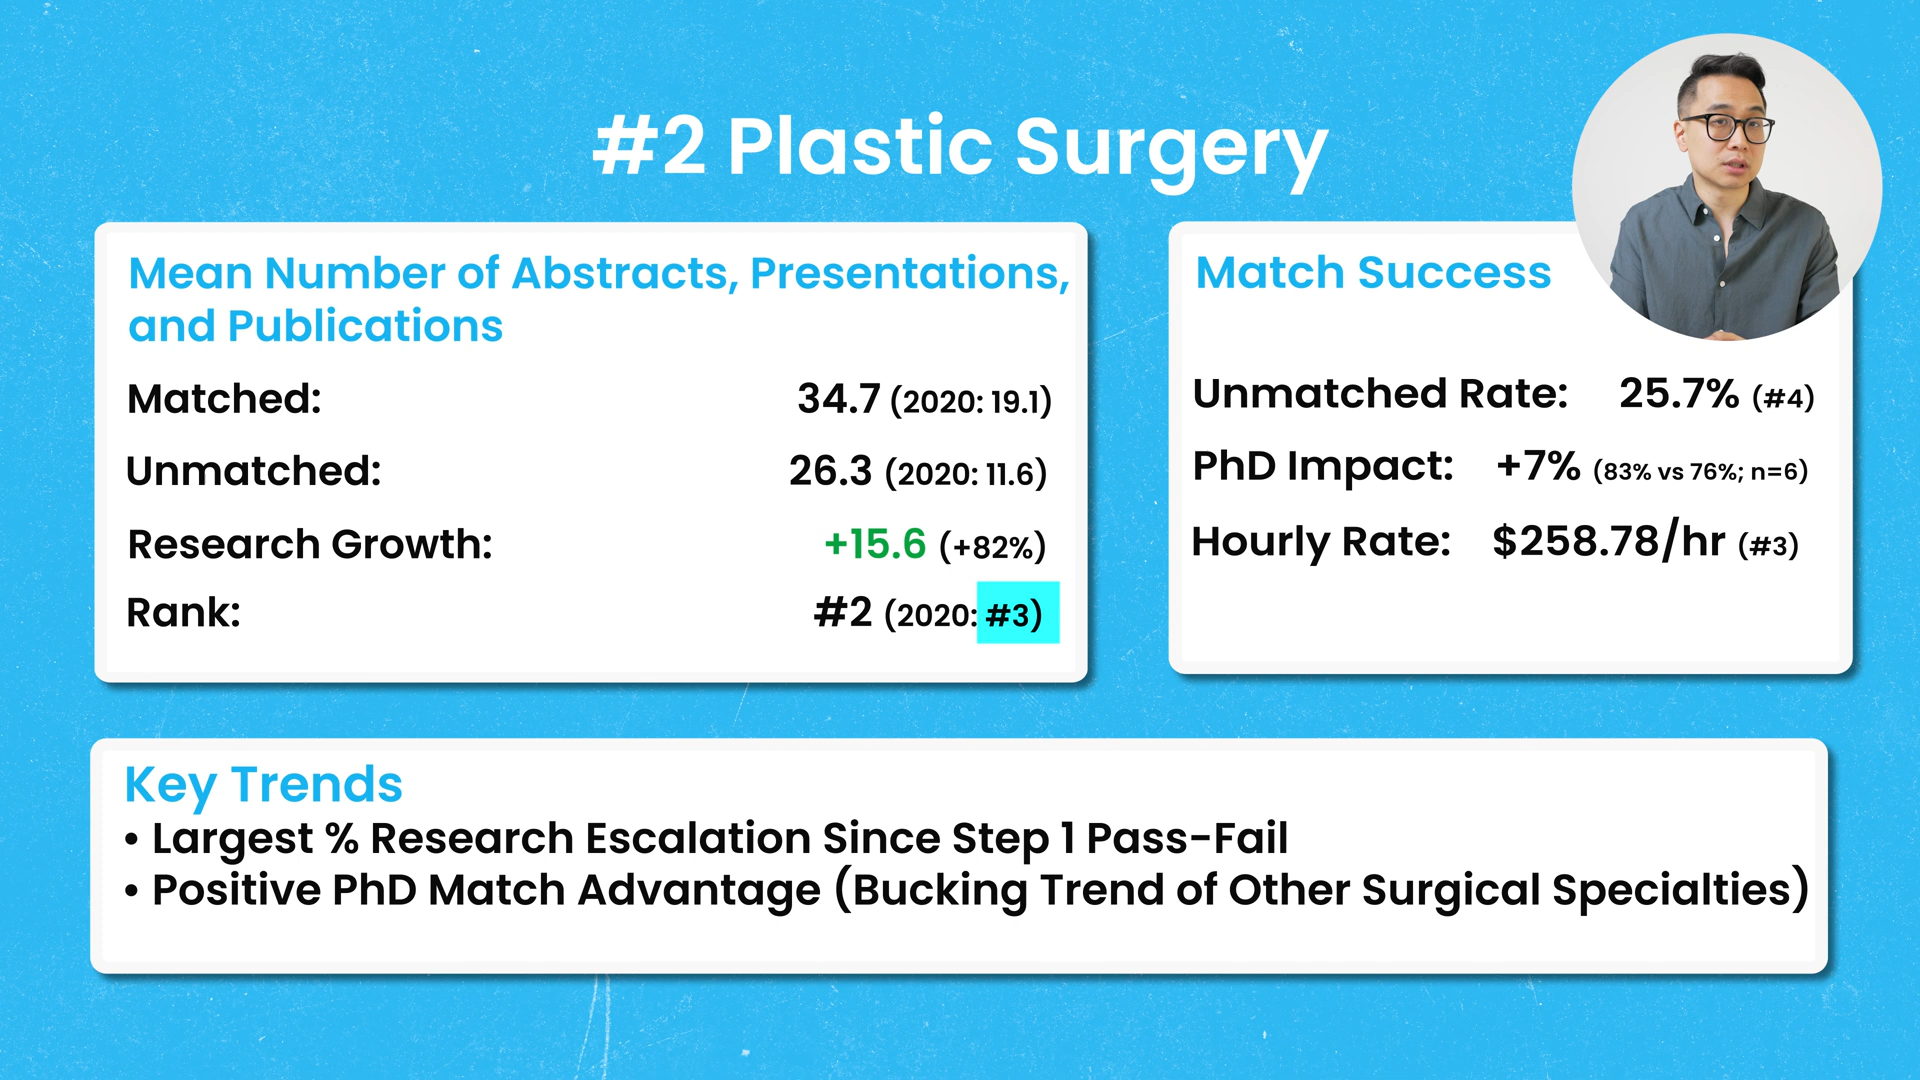 #2 Plastic Surgery
Mean Number of Abstracts, Presentations,
and Publications
Matched: 34.7 (2020: 19.1)
Unmatched: 26.3 (2020: 11.6)
Research Growth: +15.6 (+82%)
Rank: #2 (2020: #3)
Match Success
Unmatched Rate: 25.7% (#4)
PhD Impact: +7% (83% vs 76%; n=6)
Hourly Rate: $258.78/hr (#3)
Key Trends
• Largest % Research Escalation Since Step 1 Pass-Fail
• Positive PhD Match Advantage (Bucking Trend of Other Surgical Specialties)